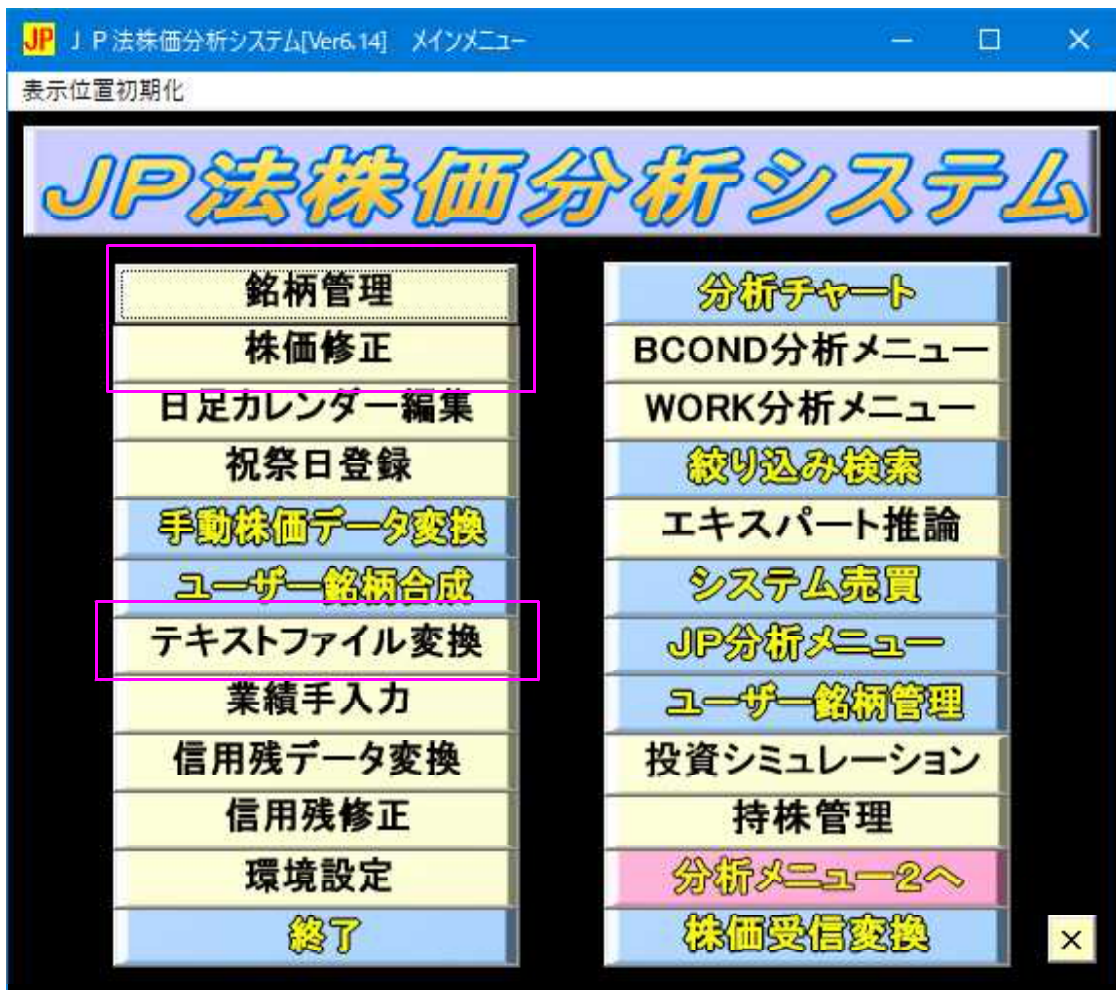 JP JP法株価分析システム[Ver6.14] メインメニュー
表示位置初期化
JP法株価分析システム
銘柄管理
株価修正
日足カレンダー編集
祝祭日登録
手動株価データ変換
ユーザー銘柄合成
テキストファイル変換
業績手入力
信用残データ変換
信用残修正
環境設定
終了
分析チャート
BCOND分析メニュー
WORK分析メニュー
絞り込み検索
エキスパート推論
システム売買
JP分析メニュー
ユーザー銘柄管理
投資シミュレーション
持株管理
分析メニュー2へ
株価受信変換